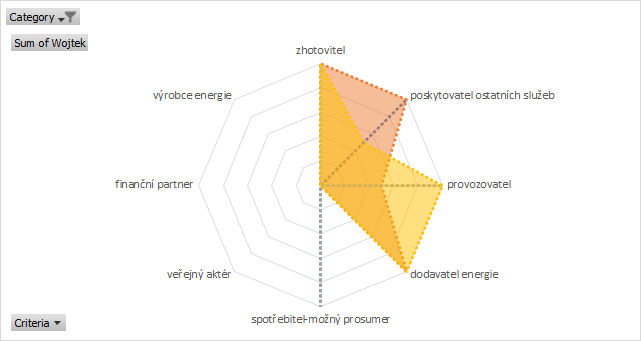 Category
Sum of Wojtek
zhotovitel
výrobce energie
poskytovatel ostatních služeb
finanční partner
provozovatel
veřejný aktér
dodavatel energie
spotřebitel-možný prosumer
Criteria